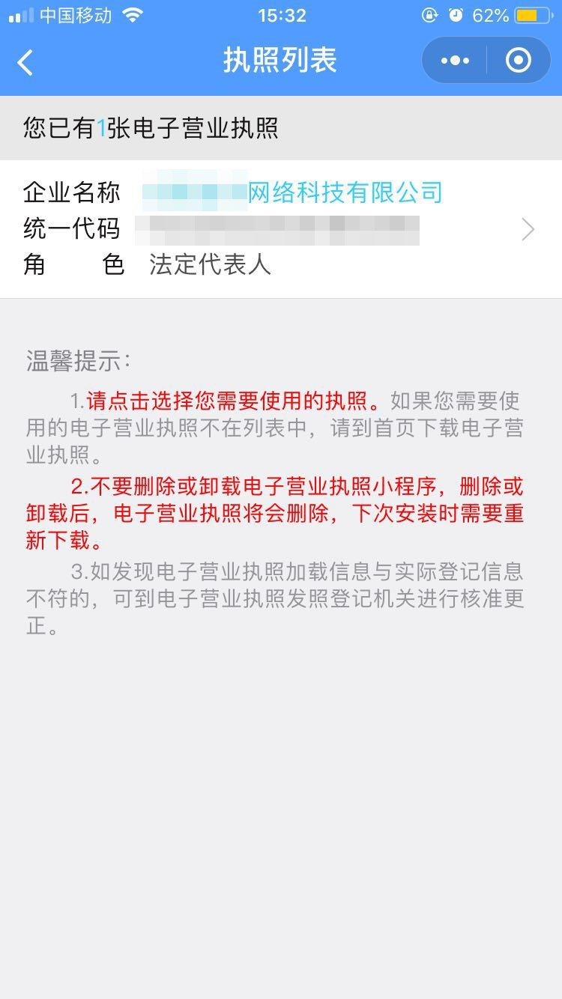 中国移动 15:32 62%
执照列表
您已有1张电子营业执照
企业名称 网络科技有限公司
统一代码
角 色 法定代表人
温馨提示：
1.请点击选择您需要使用的执照。如果您需要使
用的电子营业执照不在列表中，请到首页下载电子营
业执照。
2.不要删除或卸载电子营业执照小程序，删除或
卸载后，电子营业执照将会删除，下次安装时需要重
新下载。
3.如发现电子营业执照加载信息与实际登记信息
不符的，可到电子营业执照发照登记机关进行核准更
正。